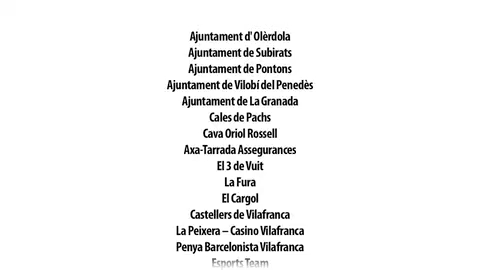 Ajuntament d' Olèrdola
Ajuntament de Subirats
Ajuntament de Pontons
Ajuntament de Vilobí del Penedès
Ajuntament de La Granada
Cales de Pachs
Cava Oriol Rossell
Axa-Tarrada Assegurances
El 3 de Vuit
La Fura
El Cargol
Castellers de Vilafranca
La Peixera – Casino Vilafranca
Penya Barcelonista Vilafranca
Esports Team